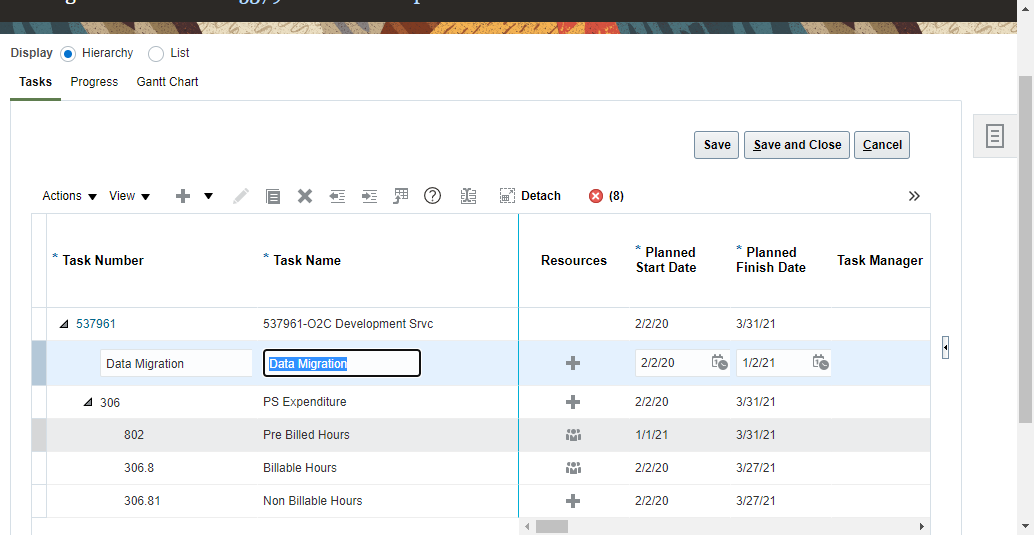 Display Hierarchy List
Tasks Progress Gantt Chart
Save Save and Close Cancel
Actions View Detach (8)
* Task Number * Task Name Resources * Planned Start Date * Planned Finish Date Task Manager
537961 537961-O2C Development Srvc 2/2/20 3/31/21
Data Migration Data Migration 2/2/20 1/2/21
306 PS Expenditure 2/2/20 3/31/21
802 Pre Billed Hours 1/1/21 3/31/21
306.8 Billable Hours 2/2/20 3/27/21
306.81 Non Billable Hours 2/2/20 3/27/21